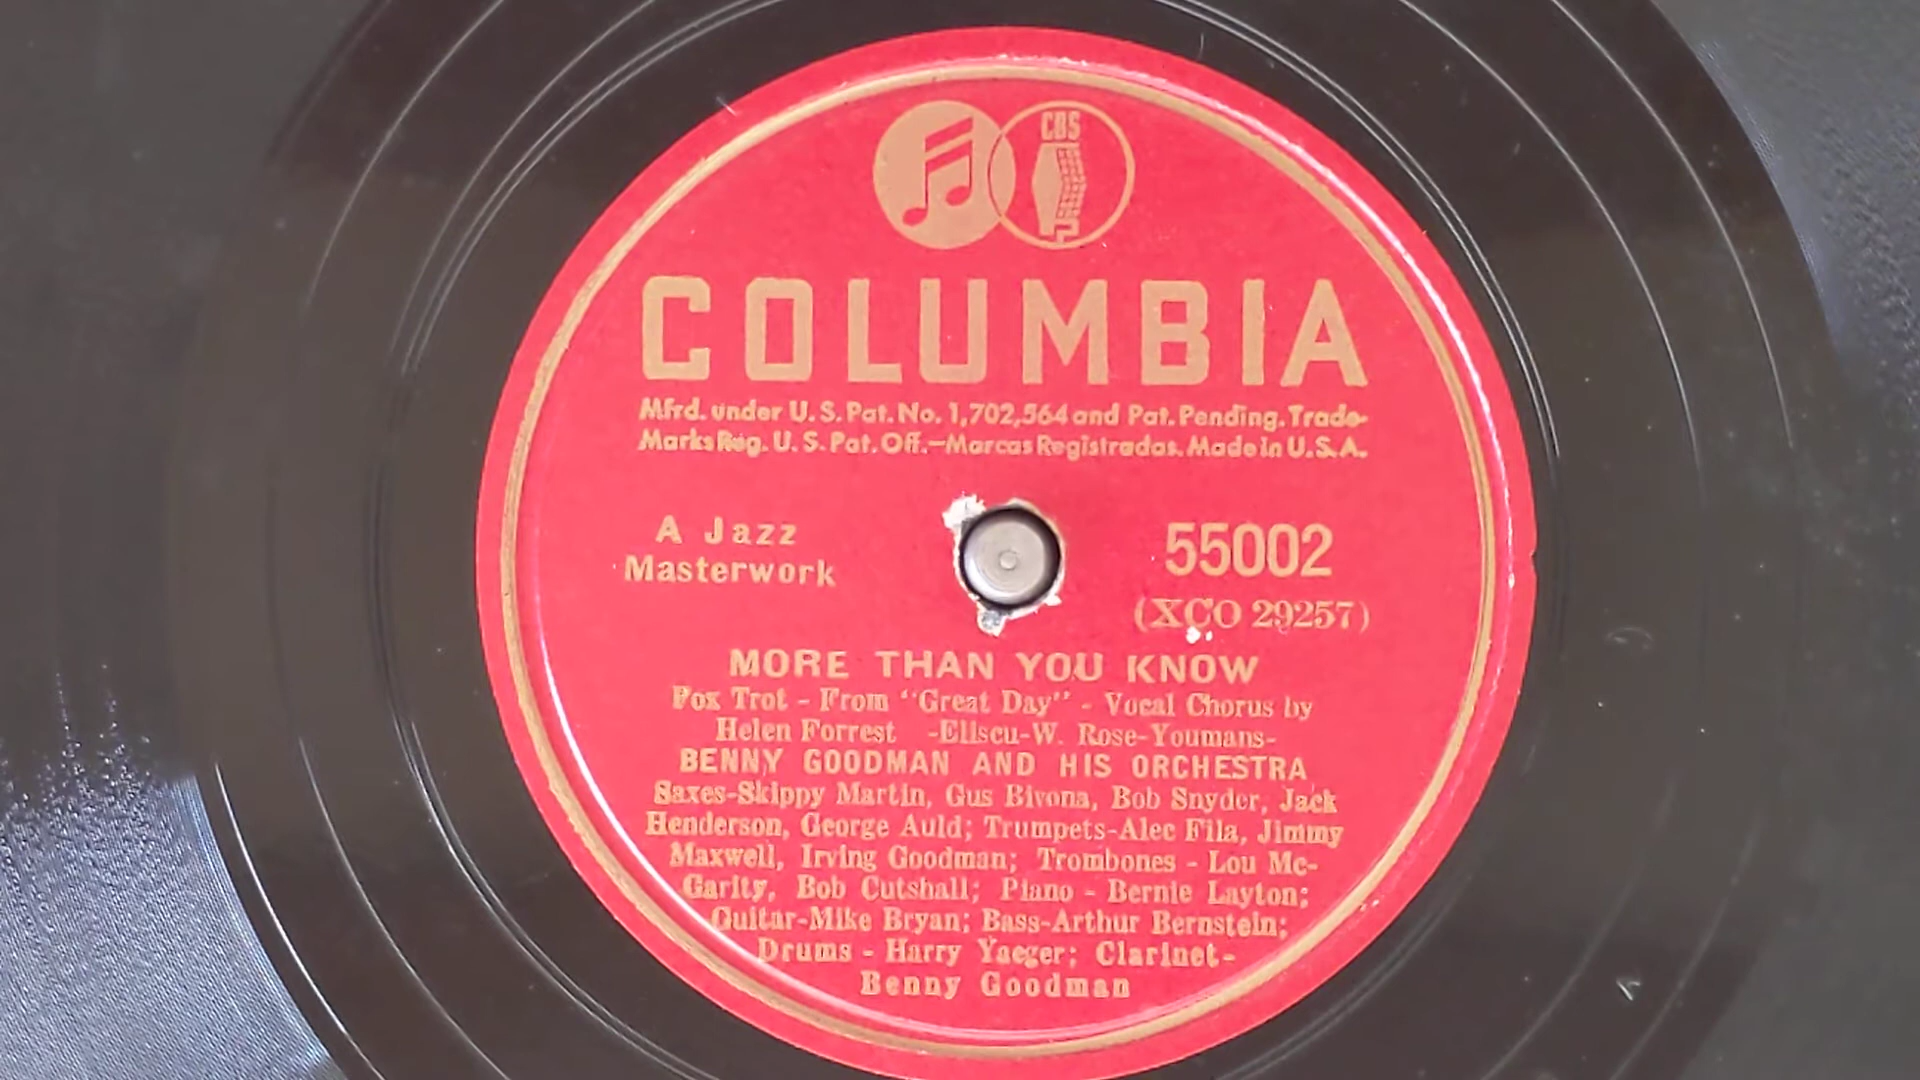 CBS
COLUMBIA
Mfrd. under U.S. Pat. No. 1,702,564 and Pat. Pending. Trade-
Marks Reg. U.S. Pat. Off.—Marcas Registradas. Made in U.S.A.
A Jazz
Masterwork
55002
(XCO 29257)
MORE THAN YOU KNOW
Fox Trot - From "Great Day" - Vocal Chorus by
Helen Forrest -Eliscu-W. Rose-Youmans-
BENNY GOODMAN AND HIS ORCHESTRA
Saxes-Skippy Martin, Gus Bivona, Bob Snyder, Jack
Henderson, George Auld; Trumpets-Alec Fila, Jimmy
Maxwell, Irving Goodman; Trombones - Lou Mc-
Garity, Bob Cutshall; Piano - Bernie Layton;
Guitar-Mike Bryan; Bass-Arthur Bernstein;
Drums - Harry Yaeger; Clarinet-
Benny Goodman